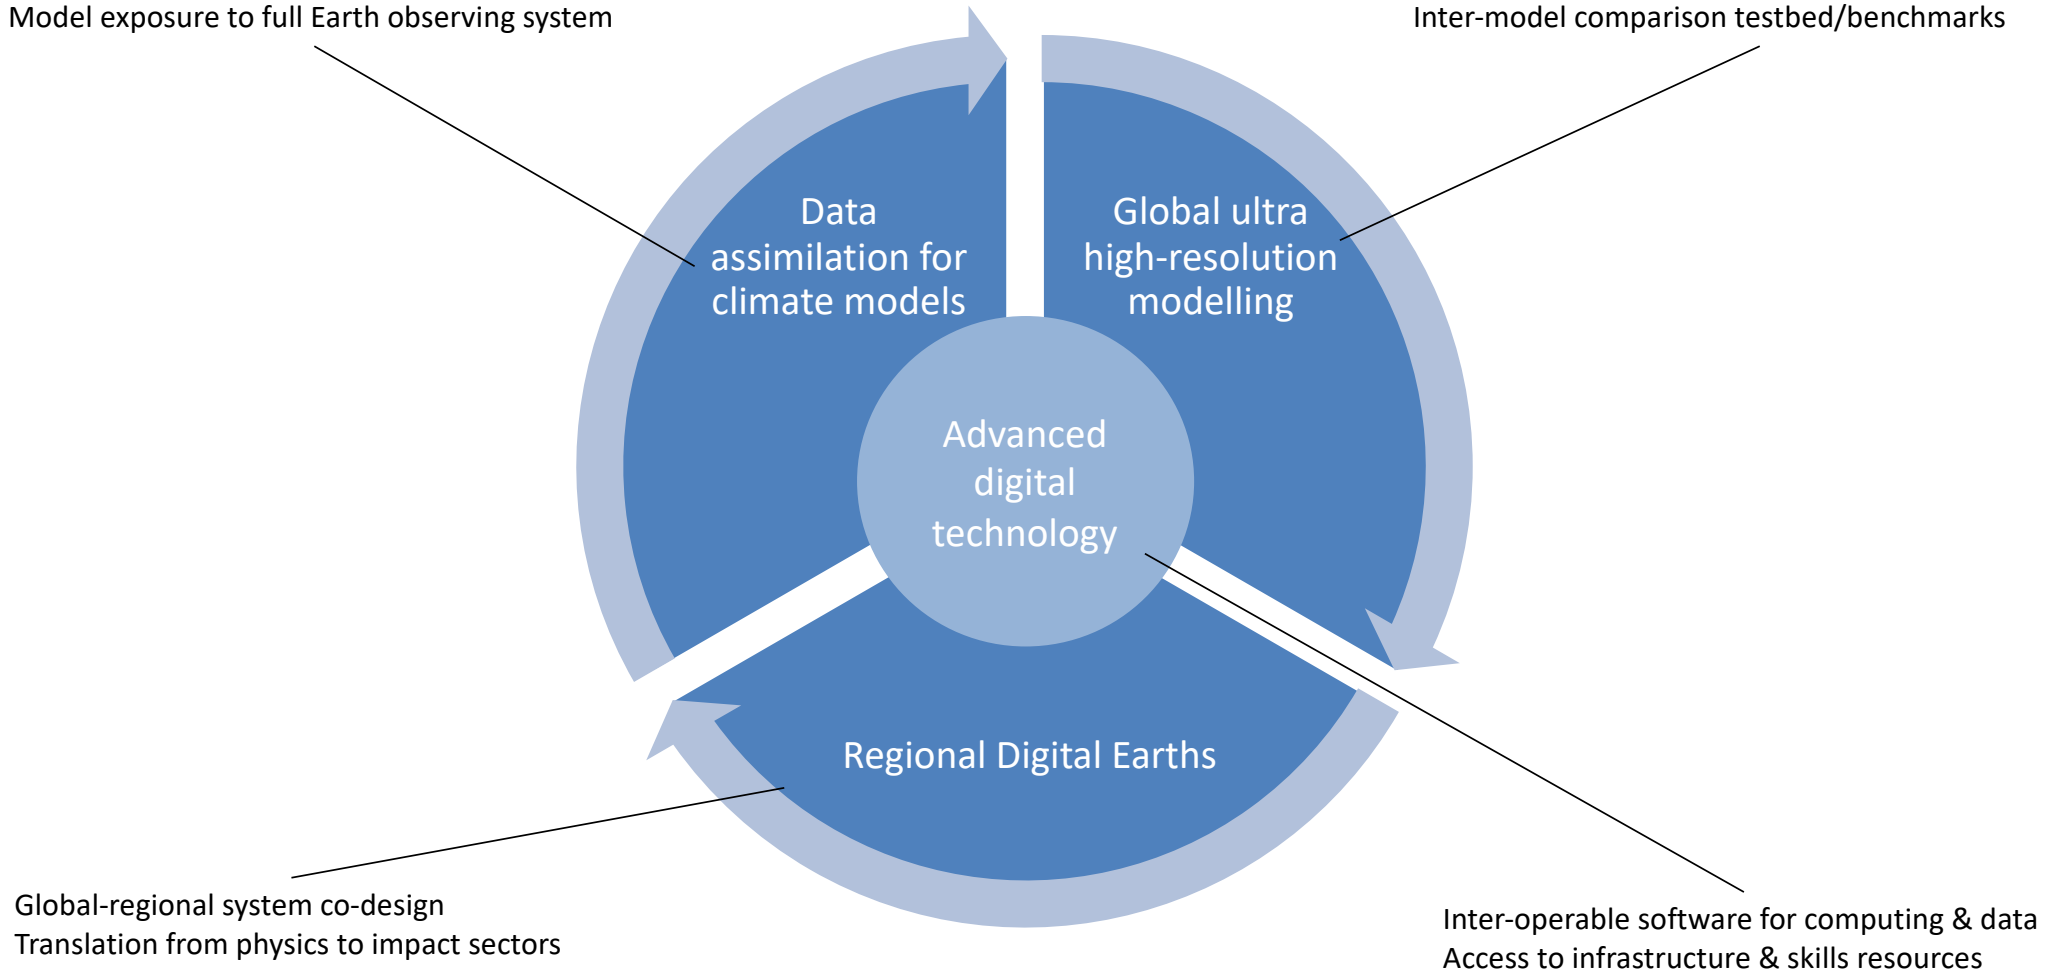 Model exposure to full Earth observing system
Inter-model comparison testbed/benchmarks
Data
assimilation for
climate models
Global ultra
high-resolution
modelling
Advanced
digital
technology
Regional Digital Earths
Global-regional system co-design
Translation from physics to impact sectors
Inter-operable software for computing & data
Access to infrastructure & skills resources